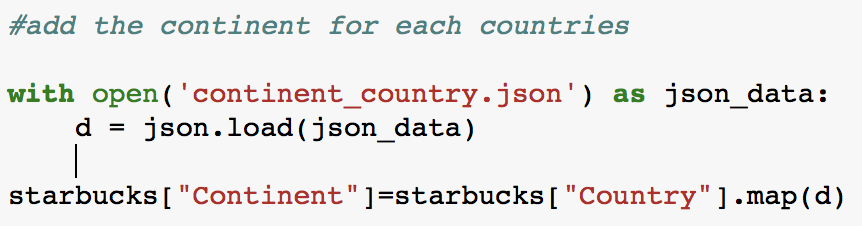 #add the continent for each countries
with open('continent_country.json') as json_data:
    d = json.load(json_data)
starbucks["Continent"]=starbucks["Country"].map(d)